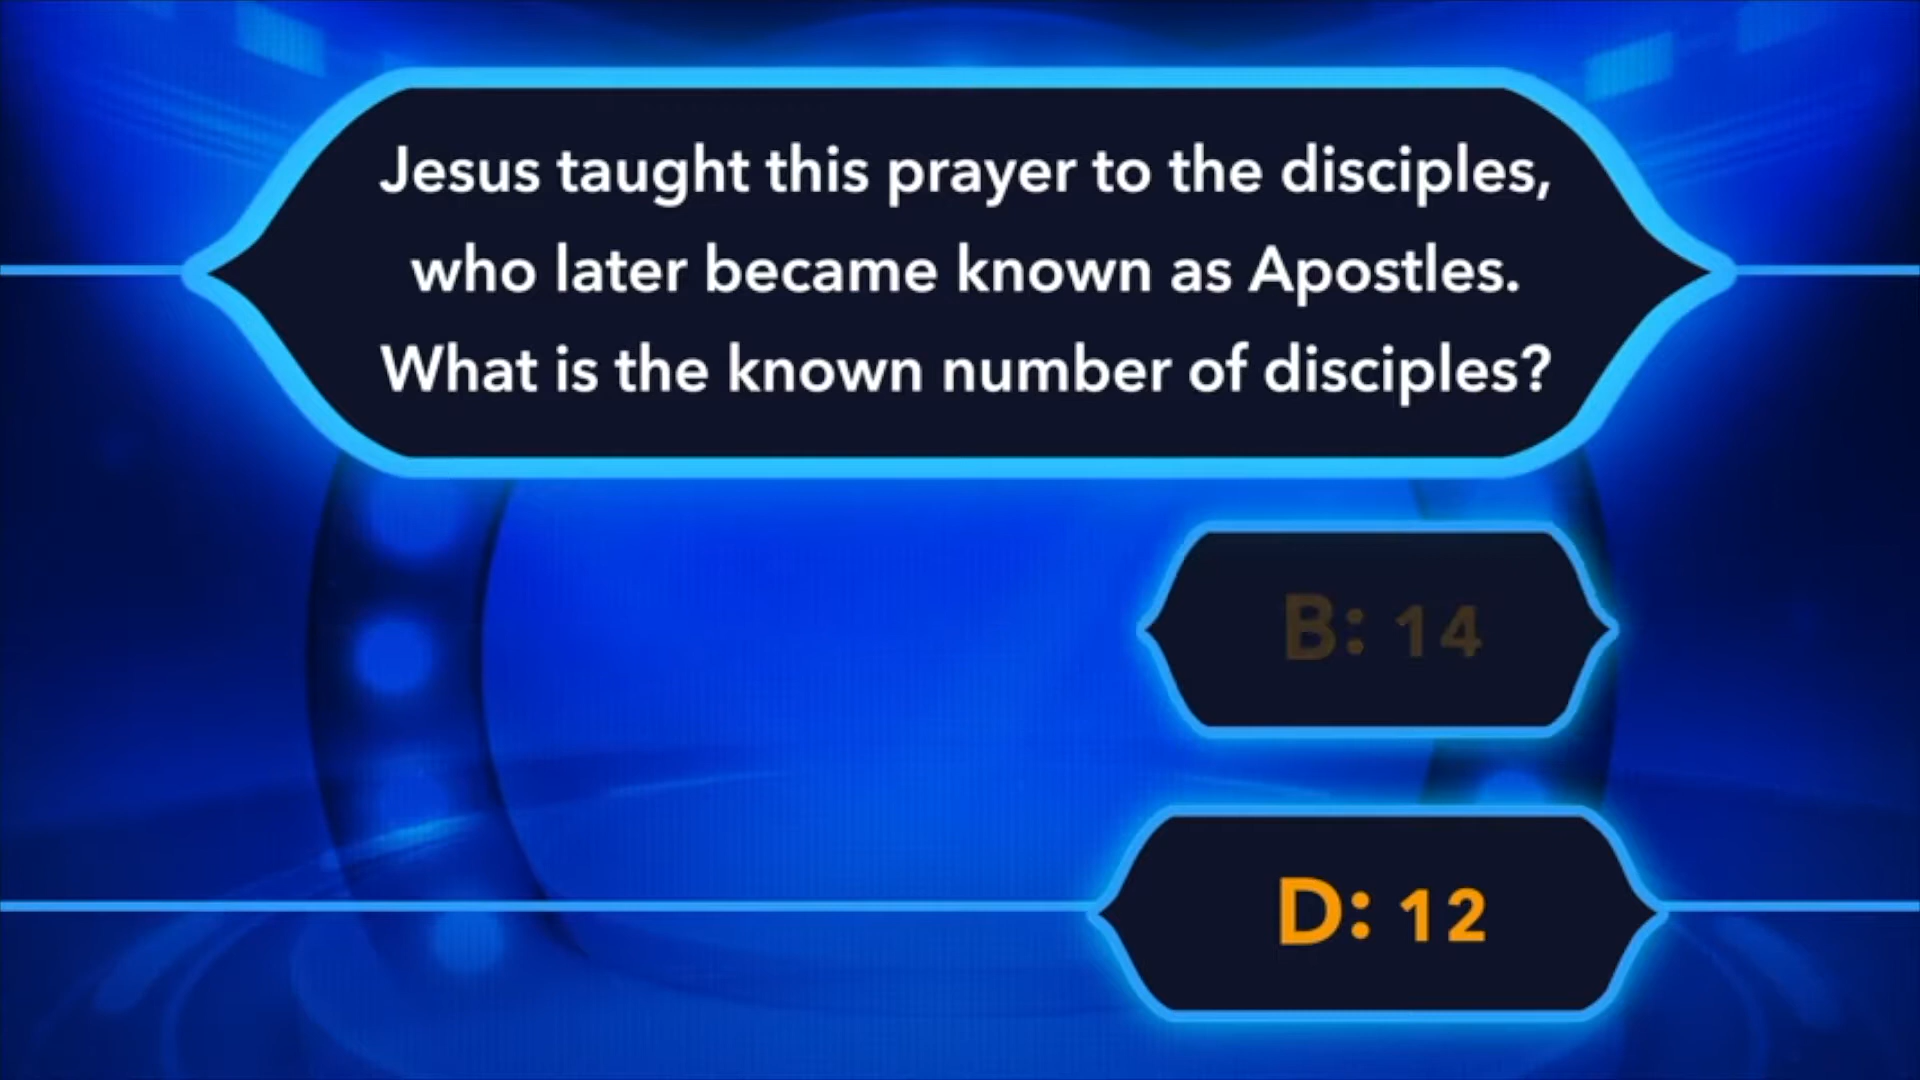 Jesus taught this prayer to the disciples,
who later became known as Apostles.
What is the known number of disciples?
B: 14
D: 12